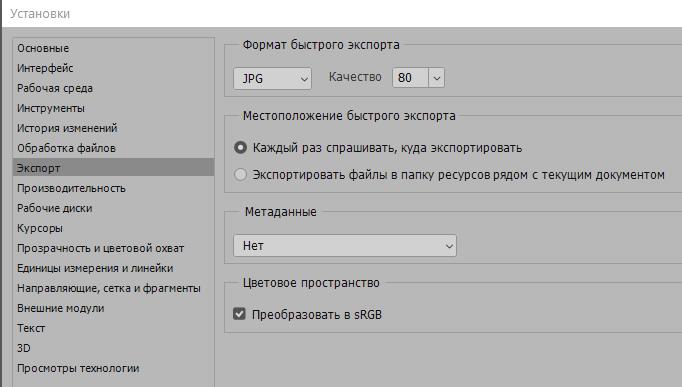 Установки
Основные
Интерфейс
Рабочая среда
Инструменты
История изменений
Обработка файлов
Экспорт
Производительность
Рабочие диски
Курсоры
Прозрачность и цветовой охват
Единицы измерения и линейки
Направляющие, сетка и фрагменты
Внешние модули
Текст
3D
Просмотры технологии
Формат быстрого экспорта
JPG Качество 80
Местоположение быстрого экспорта
Каждый раз спрашивать, куда экспортировать
Экспортировать файлы в папку ресурсов рядом с текущим документом
Метаданные
Нет
Цветовое пространство
Преобразовать в sRGB